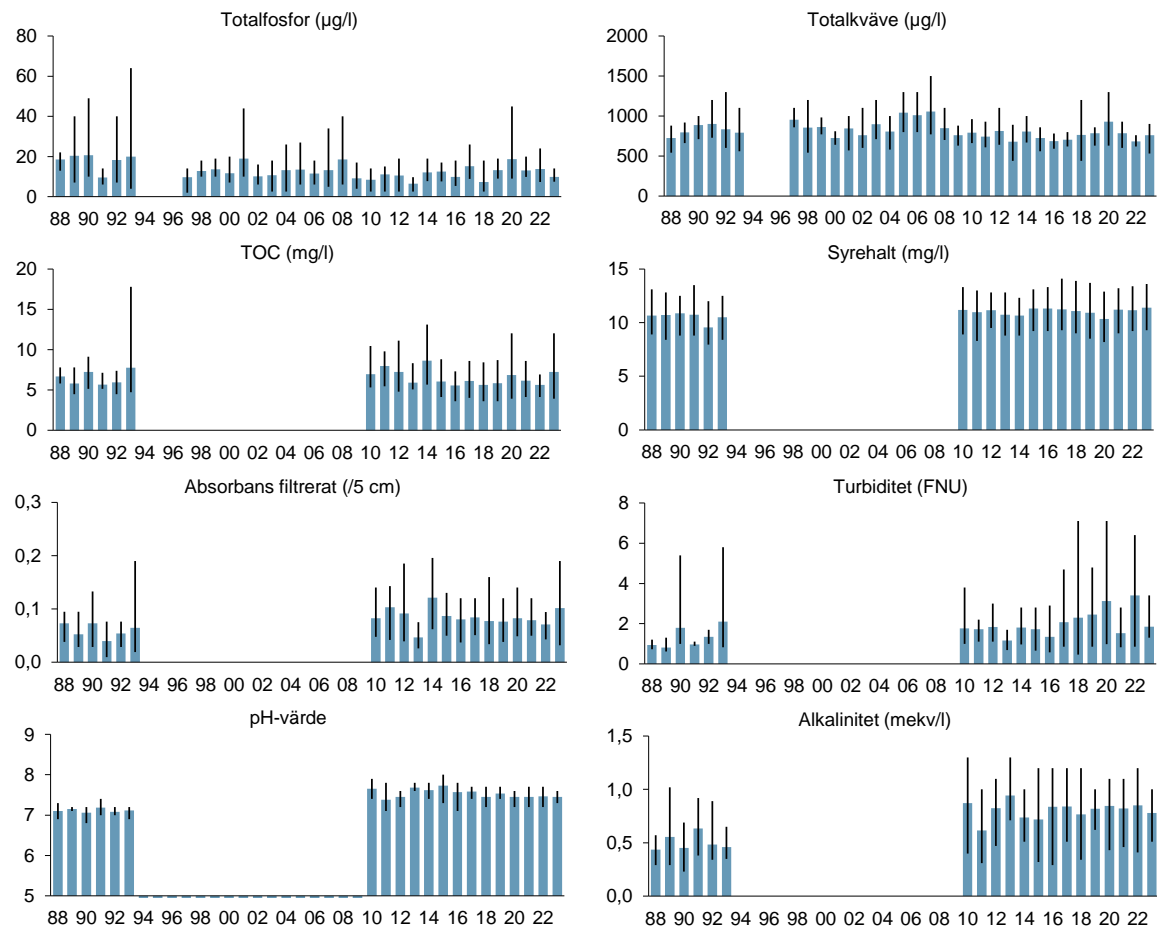 Totalfosfor (µg/l)
80
60
40
20
0
88 90 92 94 96 98 00 02 04 06 08 10 12 14 16 18 20 22
Totalkväve (µg/l)
2000
1500
1000
500
0
88 90 92 94 96 98 00 02 04 06 08 10 12 14 16 18 20 22
TOC (mg/l)
20
15
10
5
0
88 90 92 94 96 98 00 02 04 06 08 10 12 14 16 18 20 22
Syrehalt (mg/l)
15
10
5
0
88 90 92 94 96 98 00 02 04 06 08 10 12 14 16 18 20 22
Absorbans filtrerat (/5 cm)
0,3
0,2
0,1
0,0
88 90 92 94 96 98 00 02 04 06 08 10 12 14 16 18 20 22
Turbiditet (FNU)
8
6
4
2
0
88 90 92 94 96 98 00 02 04 06 08 10 12 14 16 18 20 22
pH-värde
9
8
7
6
5
88 90 92 94 96 98 00 02 04 06 08 10 12 14 16 18 20 22
Alkalinitet (mekv/l)
1,5
1,0
0,5
0,0
88 90 92 94 96 98 00 02 04 06 08 10 12 14 16 18 20 22